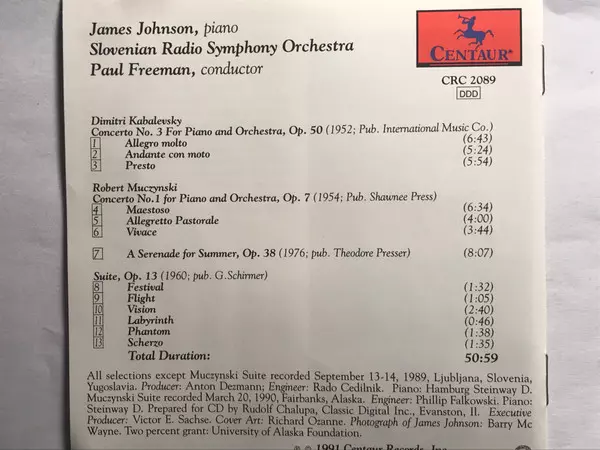 James Johnson, piano
Slovenian Radio Symphony Orchestra
Paul Freeman, conductor
CENTAUR®
CRC 2089
DDD
Dimitri Kabalevsky
Concerto No. 3 For Piano and Orchestra, Op. 50 (1952; Pub. International Music Co.)
1 Allegro molto (6:43)
2 Andante con moto (5:24)
3 Presto (5:54)
Robert Muczynski
Concerto No.1 for Piano and Orchestra, Op. 7 (1954; Pub. Shawnee Press)
4 Maestoso (6:34)
5 Allegretto Pastorale (4:00)
6 Vivace (3:44)
7 A Serenade for Summer, Op. 38 (1976; pub. Theodore Presser) (8:07)
Suite, Op. 13 (1960; pub. G.Schirmer)
8 Festival (1:32)
9 Flight (1:05)
10 Vision (2:40)
11 Labyrinth (0:46)
12 Phantom (1:38)
13 Scherzo (1:35)
Total Duration: 50:59
All selections except Muczynski Suite recorded September 13-14, 1989, Ljubljana, Slovenia,
Yugoslavia. Producer: Anton Dezmann; Engineer: Rado Cedilnik. Piano: Hamburg Steinway D.
Muczynski Suite recorded March 20, 1990, Fairbanks, Alaska. Engineer: Phillip Falkowski. Piano:
Steinway D. Prepared for CD by Rudolf Chalupa, Classic Digital Inc., Evanston, Il. Executive
Producer: Victor E. Sachse. Cover Art: Richard Ozanne. Photograph of James Johnson: Barry Mc
Wayne. Two percent grant: University of Alaska Foundation.
1991 Centaur Records, Inc.